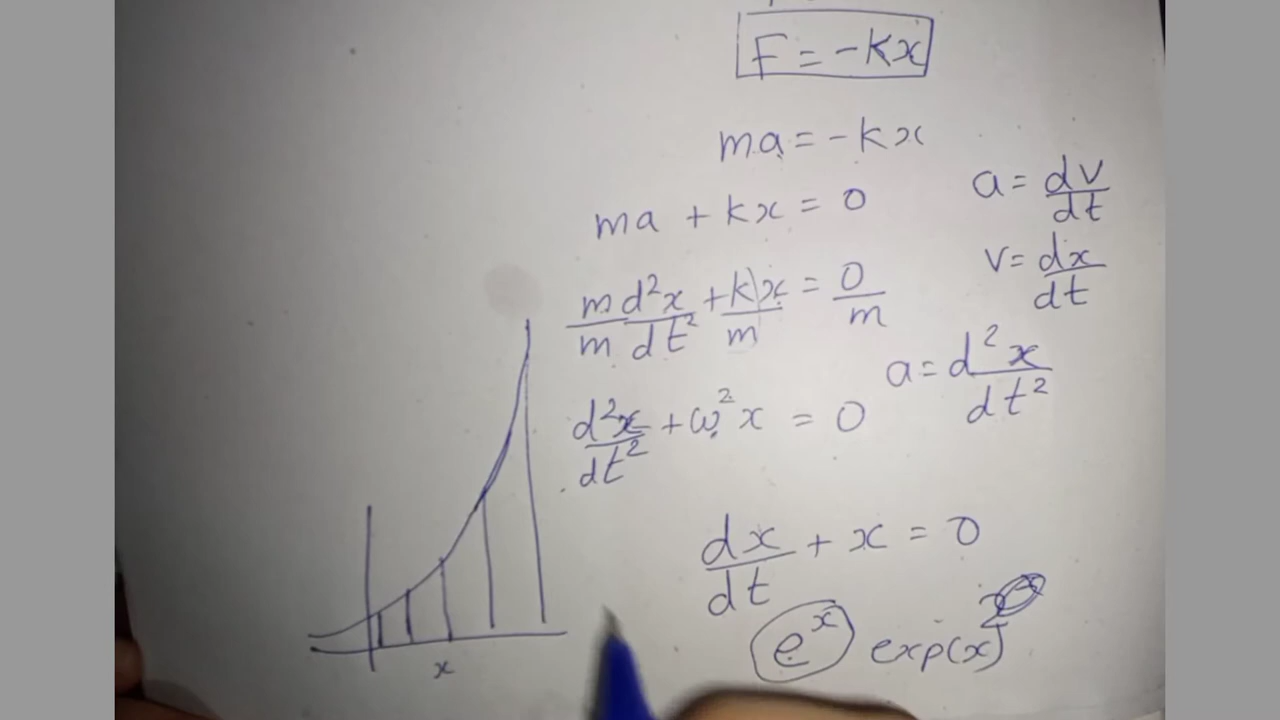 F = -kx
ma = -kx
ma + kx = 0
a = dv/dt
v = dx/dt
m/m d²x/dt² + k/m x = 0/m
a = d²x/dt²
d²x/dt² + ω²x = 0
dx/dt + x = 0
eˣ exp(x)
x